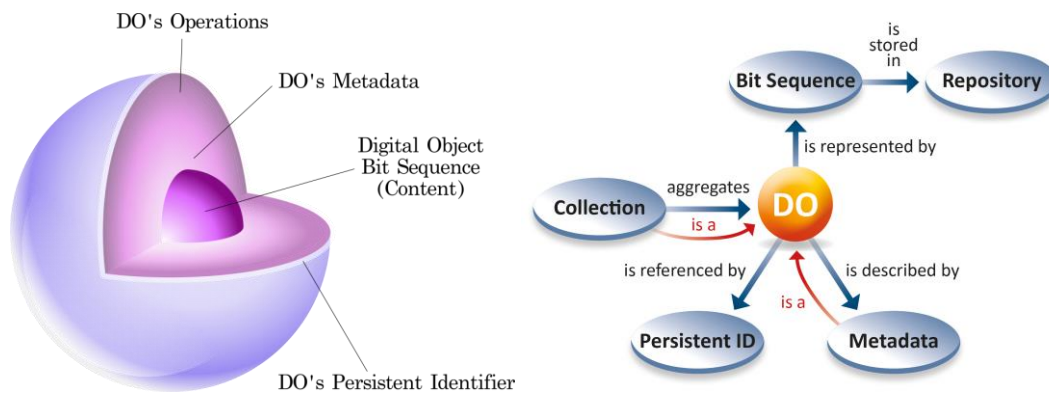 DO's Operations
DO's Metadata
Digital Object
Bit Sequence
(Content)
DO's Persistent Identifier
is
stored
in
Bit Sequence
Repository
is represented by
aggregates
Collection
DO
is a
is referenced by
is described by
is a
Persistent ID
Metadata